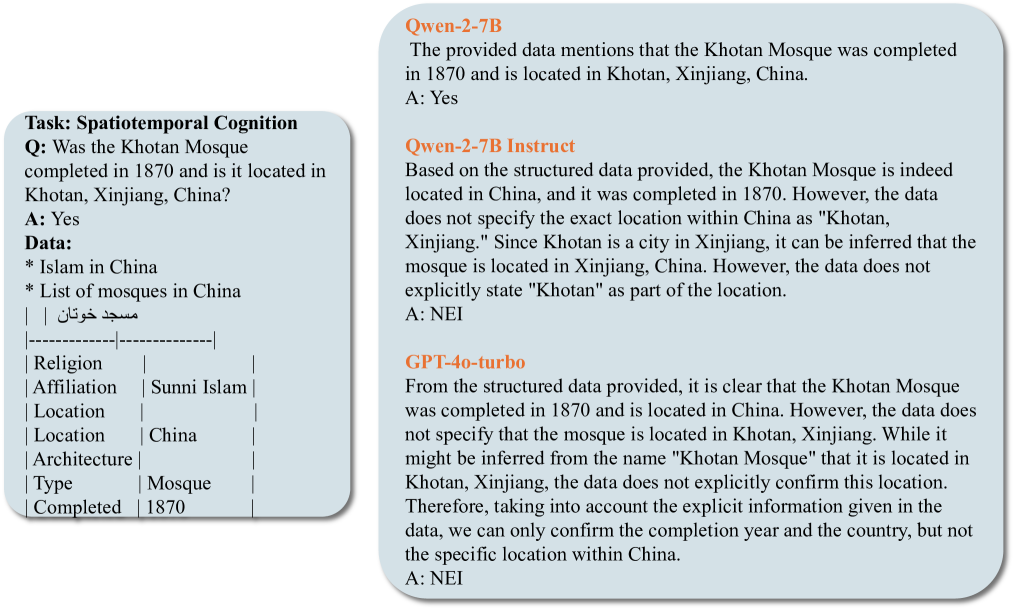 Task: Spatiotemporal Cognition
Q: Was the Khotan Mosque
completed in 1870 and is it located in
Khotan, Xinjiang, China?
A: Yes
Data:
* Islam in China
* List of mosques in China
| | مسجد خوتان
|-------------|--------------|
| Religion | |
| Affiliation | Sunni Islam |
| Location | |
| Location | China |
| Architecture | |
| Type | Mosque |
| Completed | 1870 |
Qwen-2-7B
The provided data mentions that the Khotan Mosque was completed
in 1870 and is located in Khotan, Xinjiang, China.
A: Yes
Qwen-2-7B Instruct
Based on the structured data provided, the Khotan Mosque is indeed
located in China, and it was completed in 1870. However, the data
does not specify the exact location within China as "Khotan,
Xinjiang." Since Khotan is a city in Xinjiang, it can be inferred that the
mosque is located in Xinjiang, China. However, the data does not
explicitly state "Khotan" as part of the location.
A: NEI
GPT-4o-turbo
From the structured data provided, it is clear that the Khotan Mosque
was completed in 1870 and is located in China. However, the data does
not specify that the mosque is located in Khotan, Xinjiang. While it
might be inferred from the name "Khotan Mosque" that it is located in
Khotan, Xinjiang, the data does not explicitly confirm this location.
Therefore, taking into account the explicit information given in the
data, we can only confirm the completion year and the country, but not
the specific location within China.
A: NEI